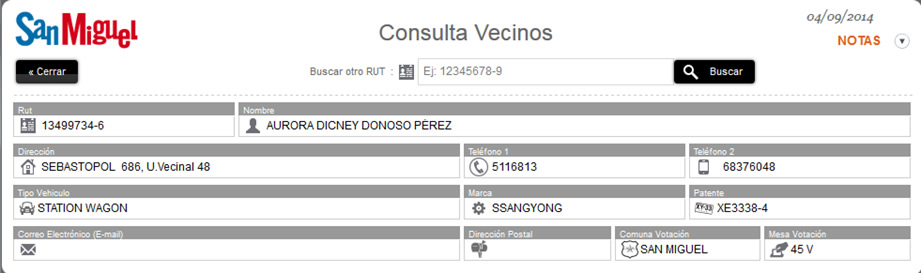 San Miguel
Consulta Vecinos
04/09/2014
NOTAS
« Cerrar
Buscar otro RUT :
Ej: 12345678-9
Buscar
Rut
Nombre
13499734-6
AURORA DICNEY DONOSO PÉREZ
Dirección
Teléfono 1
Teléfono 2
SEBASTOPOL 686, U.Vecinal 48
5116813
68376048
Tipo Vehiculo
Marca
Patente
STATION WAGON
SSANGYONG
XY-33
XE3338-4
Correo Electrónico (E-mail)
Dirección Postal
Comuna Votación
Mesa Votación
SAN MIGUEL
45 V